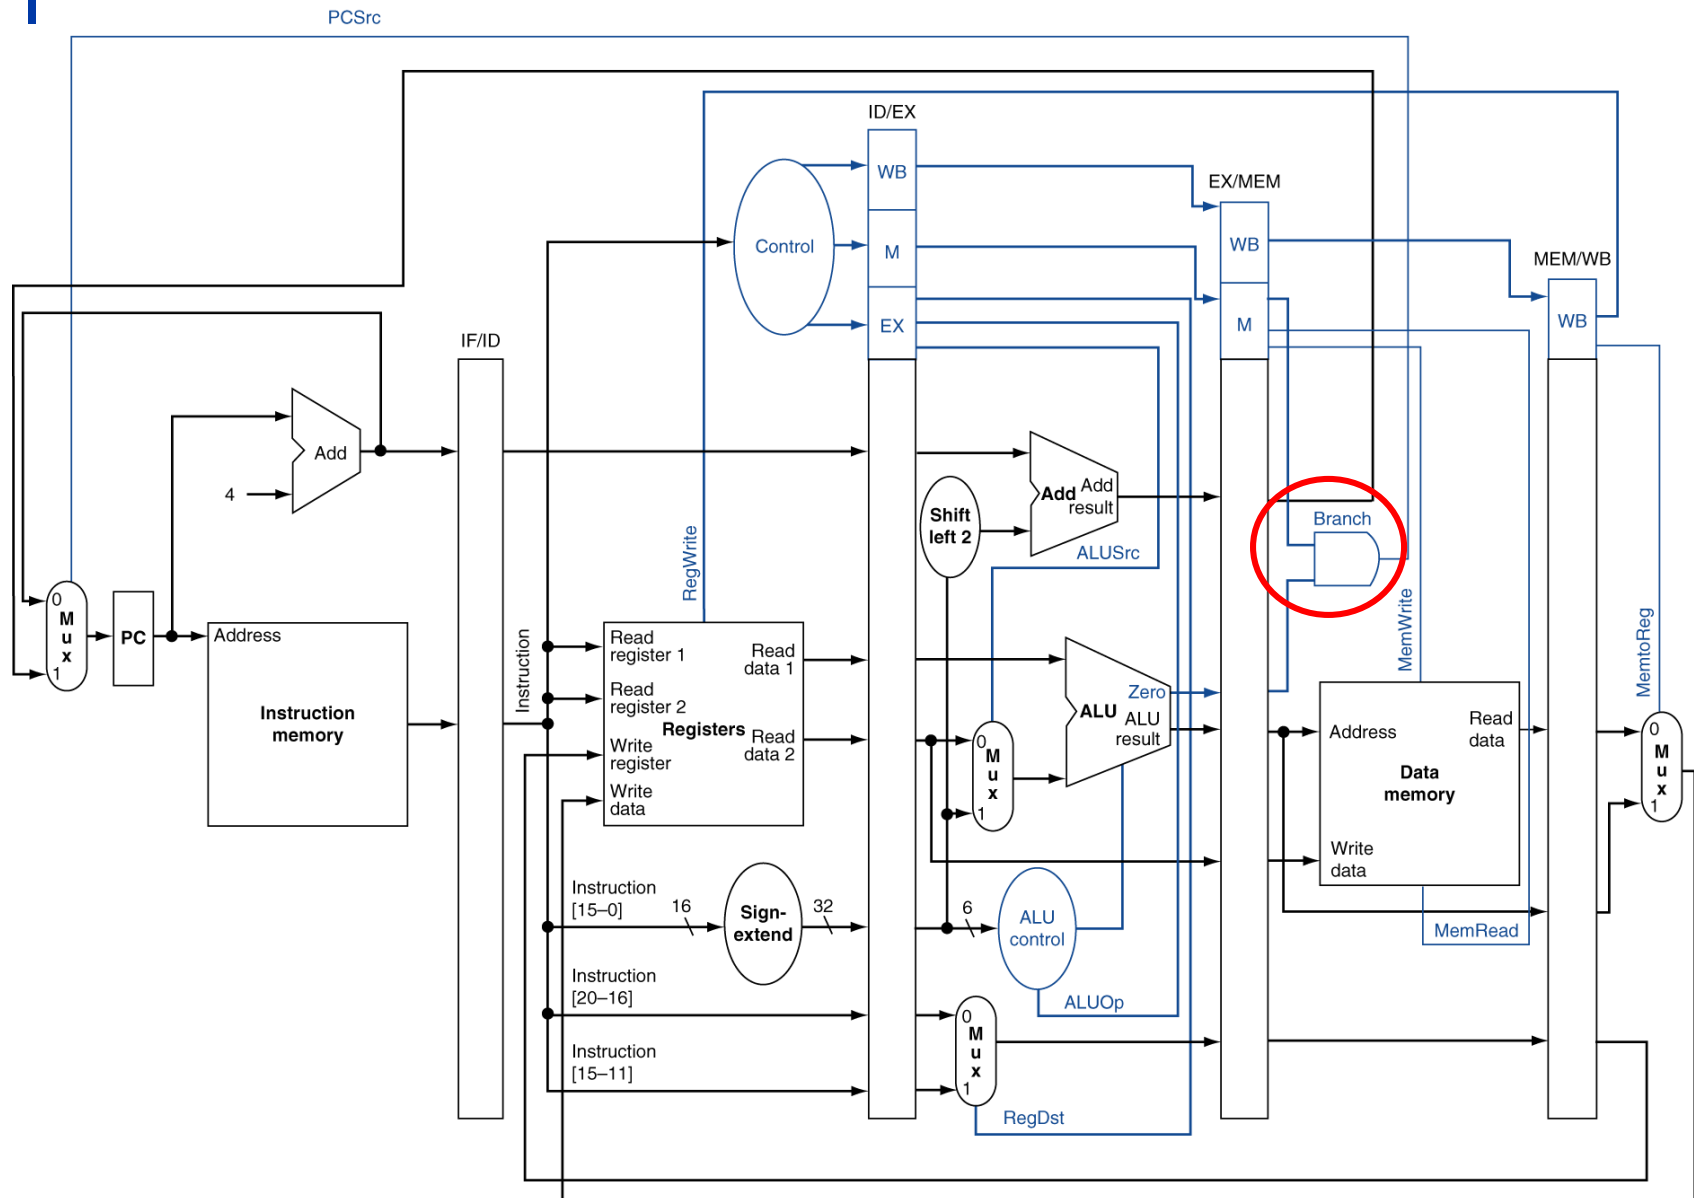 PCSrc
ID/EX
WB
EX/MEM
Control
M
WB
MEM/WB
EX
M
WB
IF/ID
Add
4
Add
Add
result
Shift
left 2
Branch
ALUSrc
RegWrite
MemWrite
MemtoReg
0
M
u
x
1
PC
Address
Instruction
memory
Instruction
Read
register 1
Read
data 1
Read
register 2
Registers
Read
data 2
Write
register
Write
data
Zero
ALU
ALU
result
0
M
u
x
1
Address
Read
data
Data
memory
Write
data
0
M
u
x
1
Instruction
[15–0]
16
Sign-
extend
32
6
ALU
control
MemRead
Instruction
[20–16]
ALUOp
0
M
u
x
1
Instruction
[15–11]
RegDst